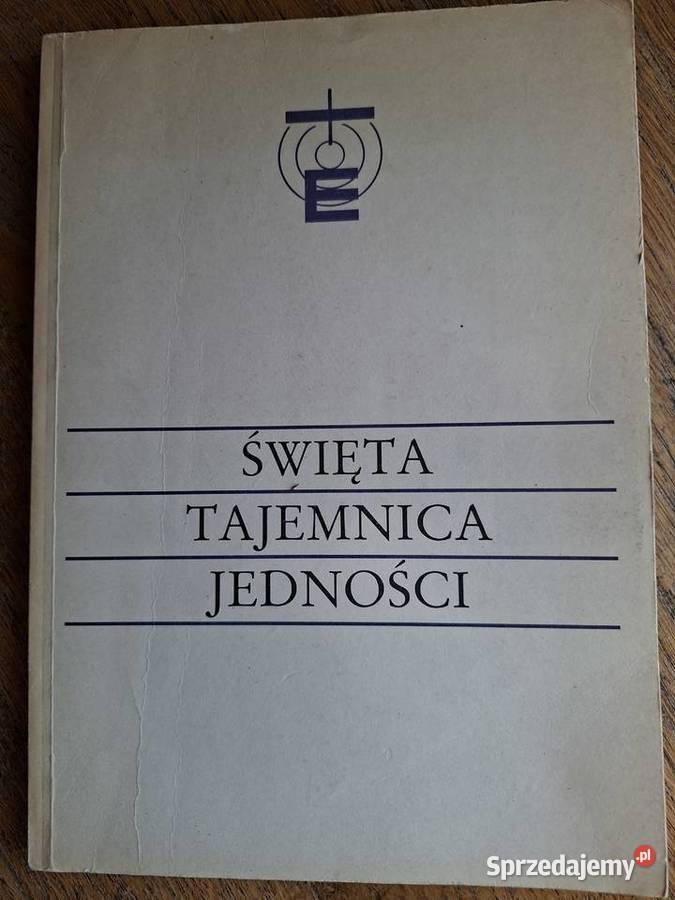 E
ŚWIĘTA
TAJEMNICA
JEDNOŚCI
Sprzedajemy.pl